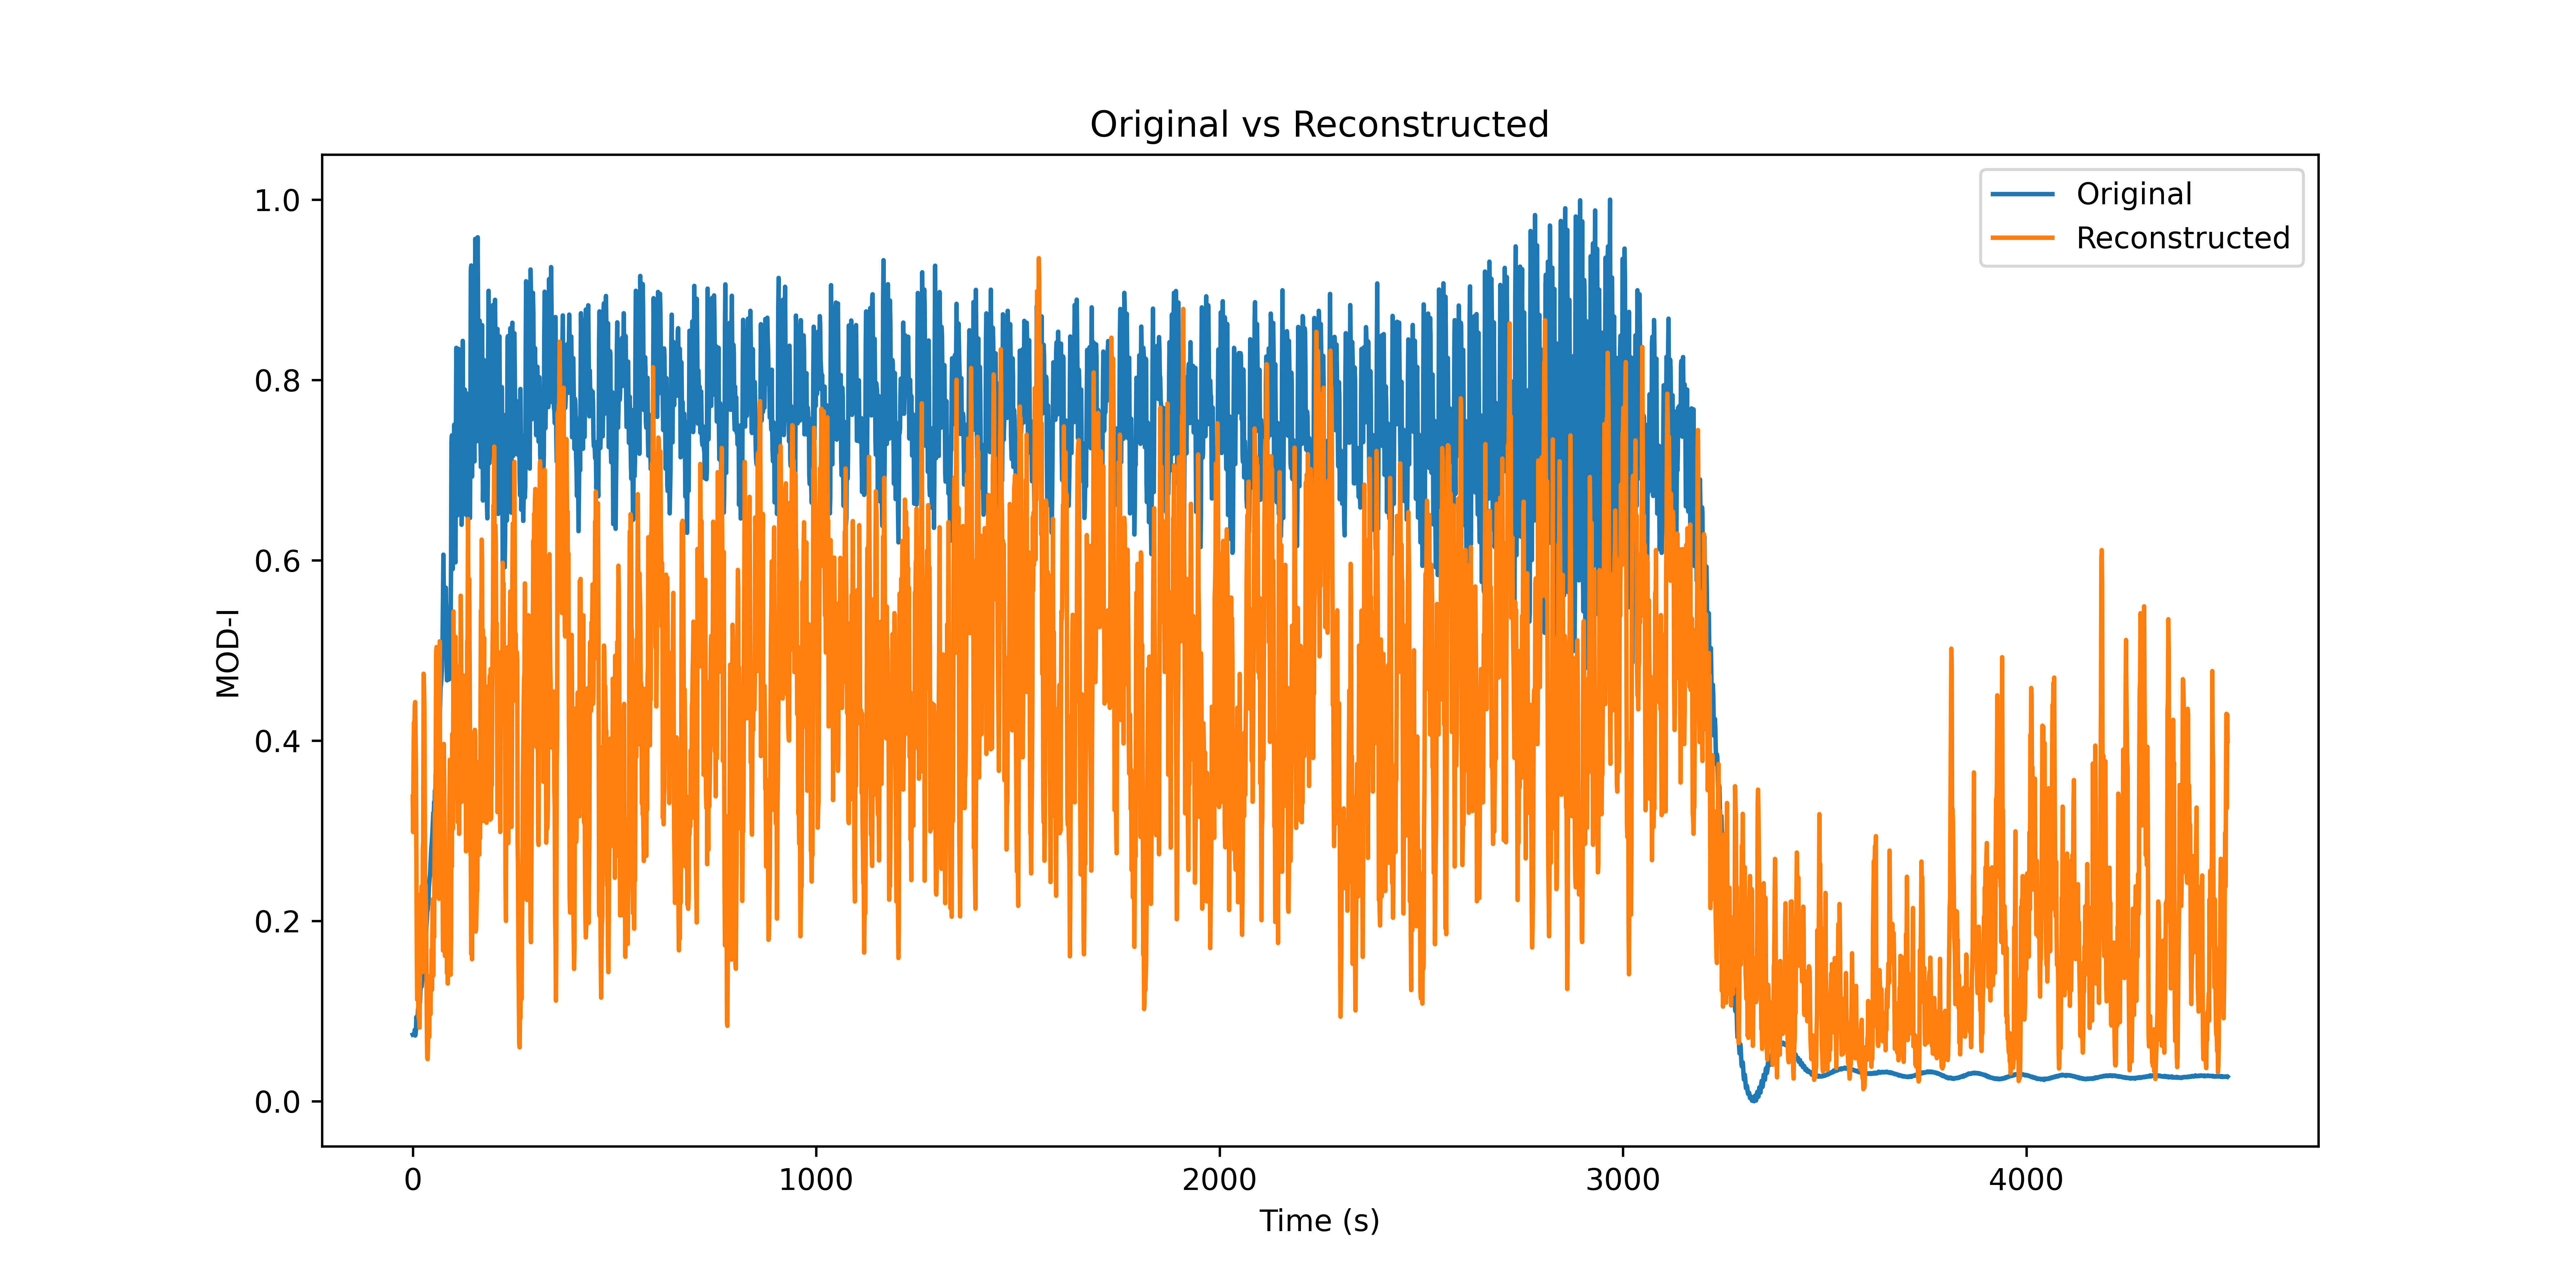 Original vs Reconstructed
Original
Reconstructed
MOD-I
1.0
0.8
0.6
0.4
0.2
0.0
0 1000 2000 3000 4000
Time (s)